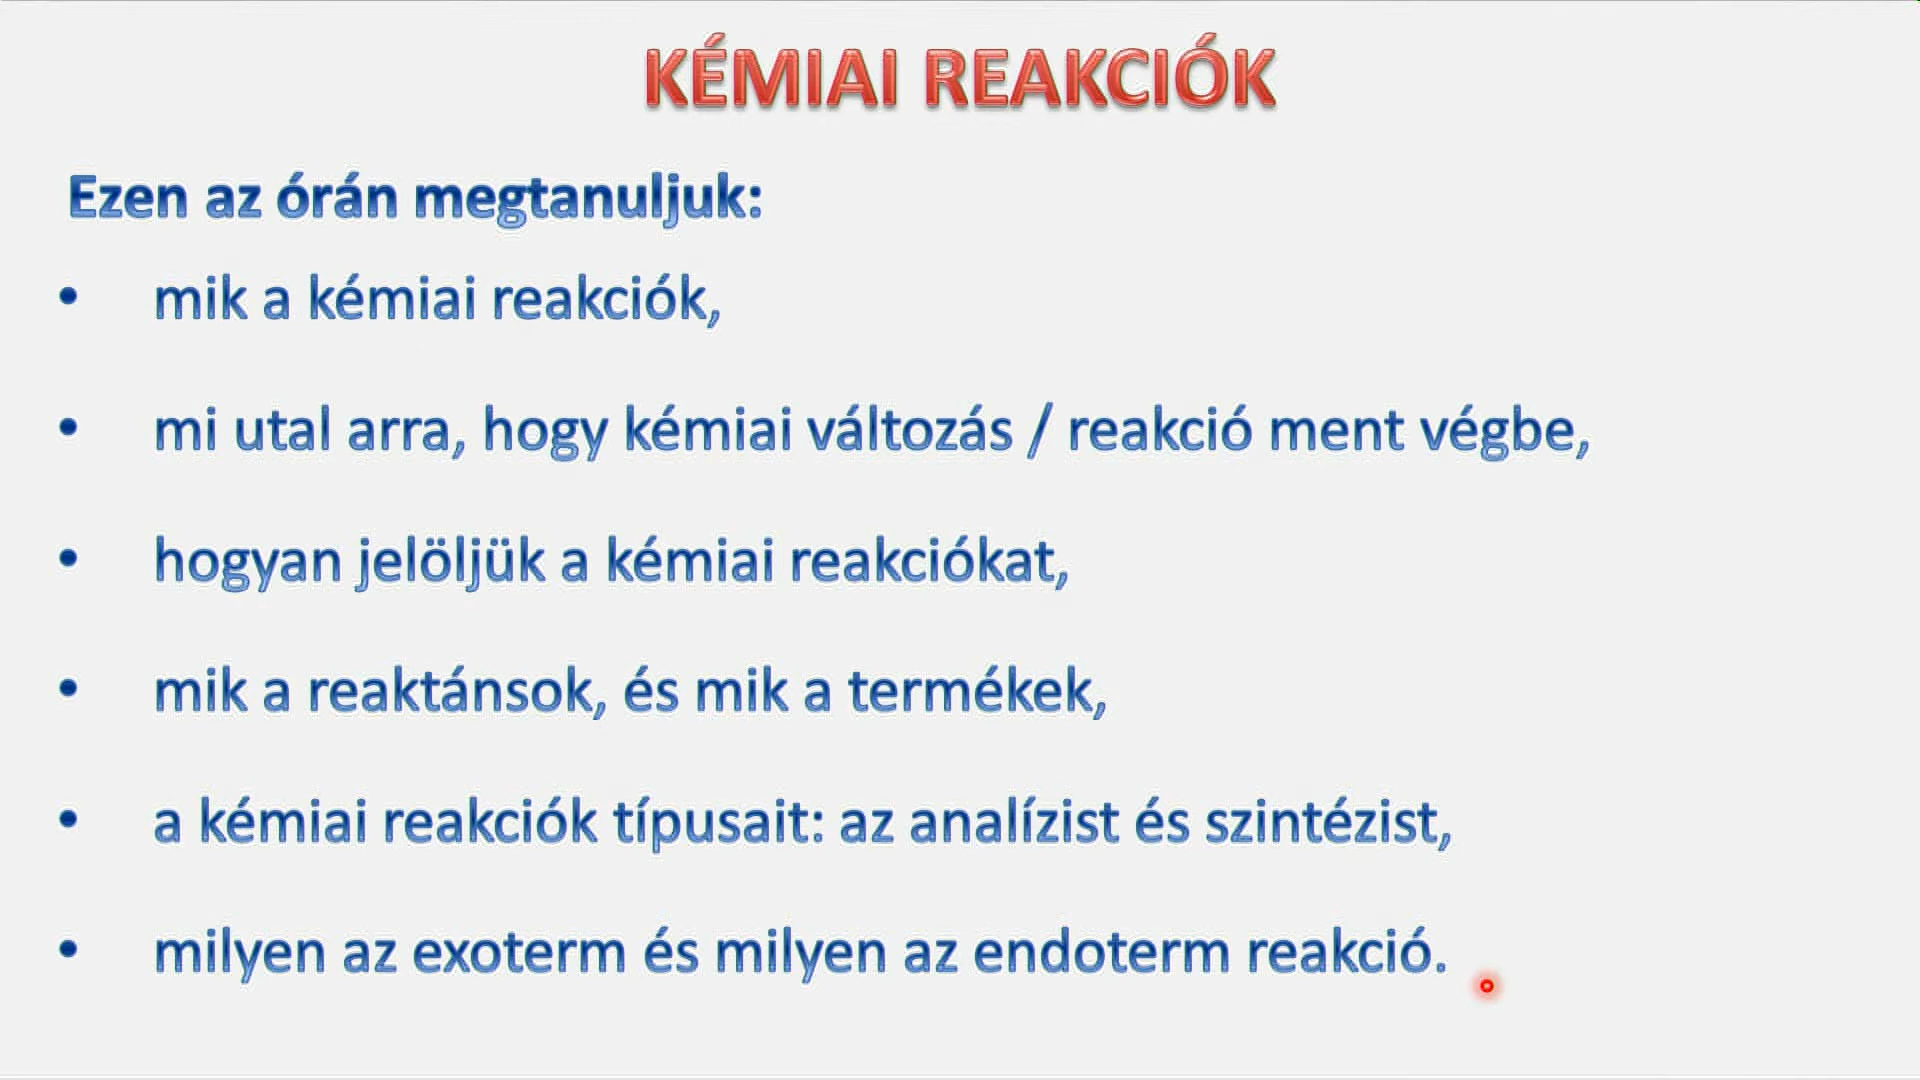 KÉMIAI REAKCIÓK
Ezen az órán megtanuljuk:
• mik a kémiai reakciók,
• mi utal arra, hogy kémiai változás / reakció ment végbe,
• hogyan jelöljük a kémiai reakciókat,
• mik a reaktánsok, és mik a termékek,
• a kémiai reakciók típusait: az analízist és szintézist,
• milyen az exoterm és milyen az endoterm reakció.